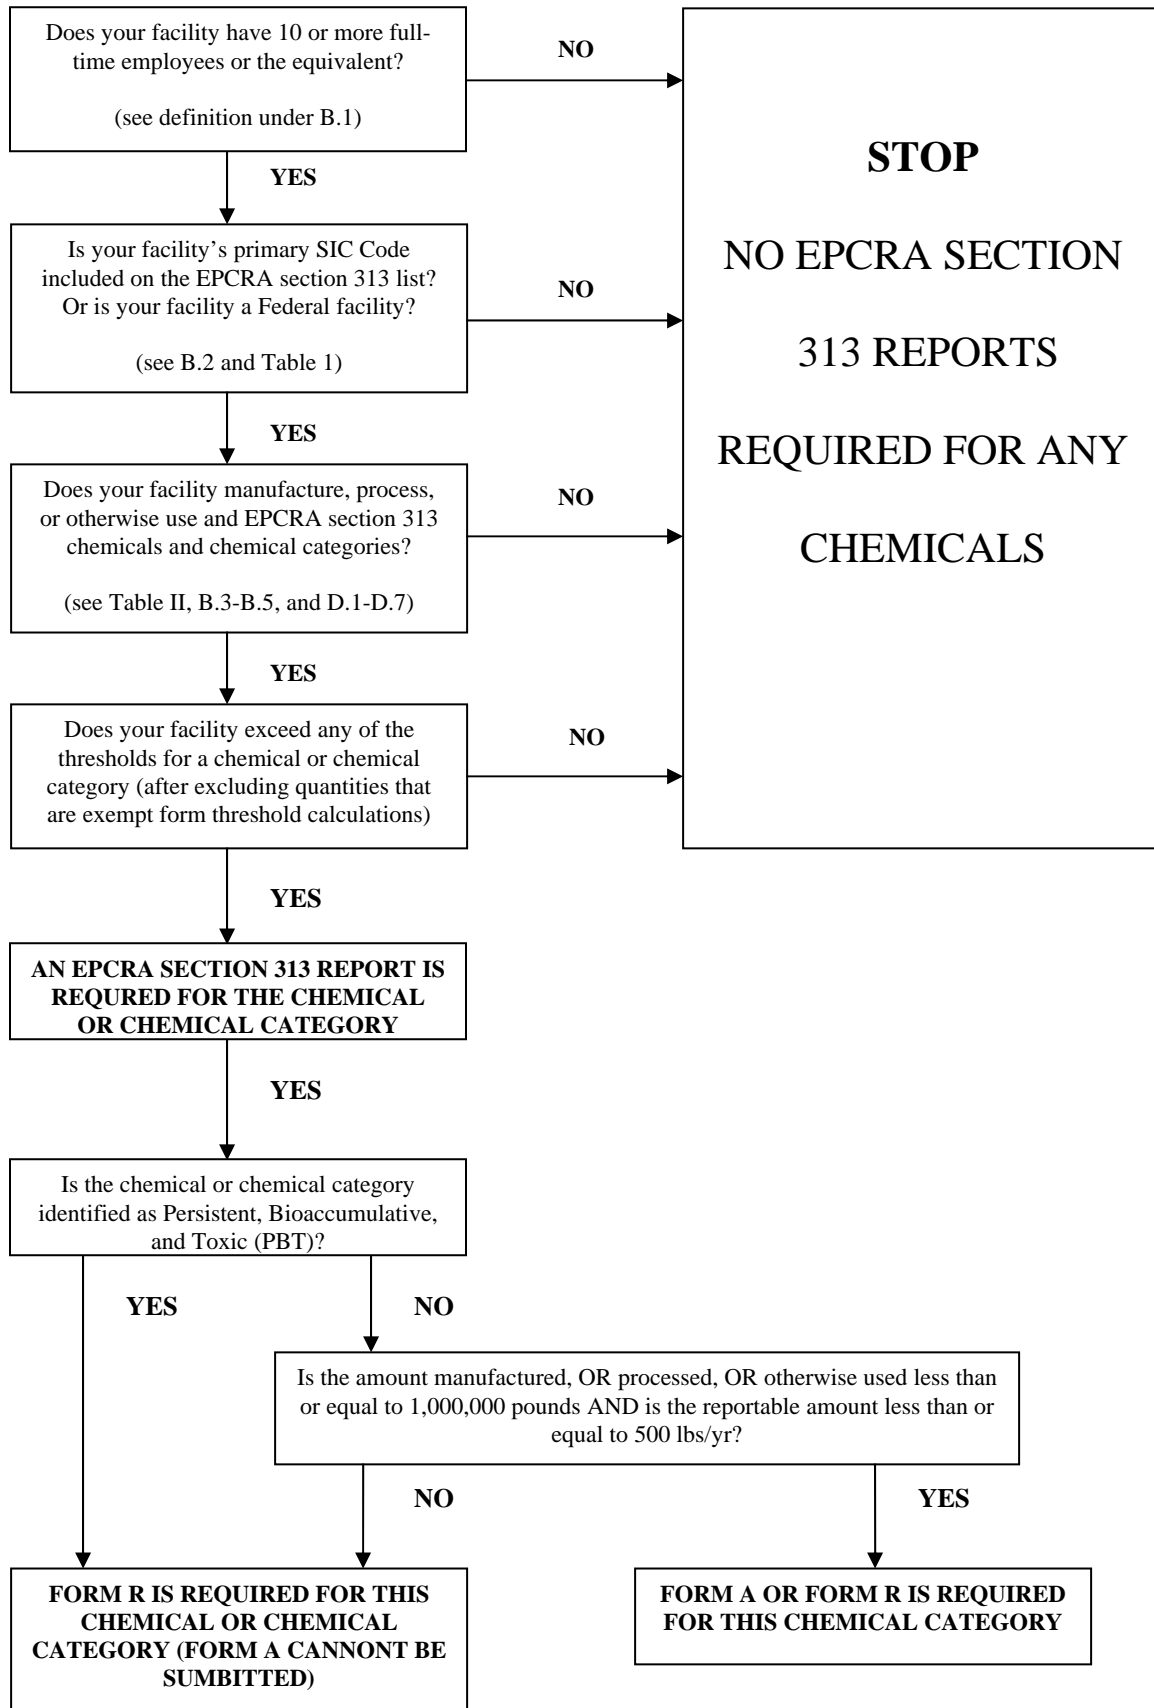 Does your facility have 10 or more full-
time employees or the equivalent?
(see definition under B.1)
NO
STOP
NO EPCRA SECTION
313 REPORTS
REQUIRED FOR ANY
CHEMICALS
YES
Is your facility’s primary SIC Code
included on the EPCRA section 313 list?
Or is your facility a Federal facility?
(see B.2 and Table 1)
NO
YES
Does your facility manufacture, process,
or otherwise use and EPCRA section 313
chemicals and chemical categories?
(see Table II, B.3-B.5, and D.1-D.7)
NO
YES
Does your facility exceed any of the
thresholds for a chemical or chemical
category (after excluding quantities that
are exempt form threshold calculations)
NO
YES
AN EPCRA SECTION 313 REPORT IS
REQURED FOR THE CHEMICAL
OR CHEMICAL CATEGORY
YES
Is the chemical or chemical category
identified as Persistent, Bioaccumulative,
and Toxic (PBT)?
YES
NO
Is the amount manufactured, OR processed, OR otherwise used less than
or equal to 1,000,000 pounds AND is the reportable amount less than or
equal to 500 lbs/yr?
NO
YES
FORM R IS REQUIRED FOR THIS
CHEMICAL OR CHEMICAL
CATEGORY (FORM A CANNONT BE
SUMBITTED)
FORM A OR FORM R IS REQUIRED
FOR THIS CHEMICAL CATEGORY